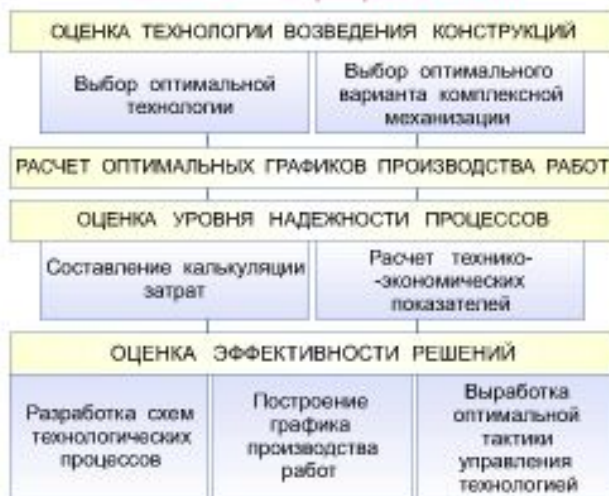 ОЦЕНКА ТЕХНОЛОГИИ ВОЗВЕДЕНИЯ КОНСТРУКЦИЙ
Выбор оптимальной
технологии
Выбор оптимального
варианта комплексной
механизации
РАСЧЕТ ОПТИМАЛЬНЫХ ГРАФИКОВ ПРОИЗВОДСТВА РАБОТ
ОЦЕНКА УРОВНЯ НАДЕЖНОСТИ ПРОЦЕССОВ
Составление калькуляции
затрат
Расчет технико-
-экономических
показателей
ОЦЕНКА ЭФФЕКТИВНОСТИ РЕШЕНИЙ
Разработка схем
технологических
процессов
Построение
графика
производства
работ
Выработка
оптимальной
тактики
управления
технологией